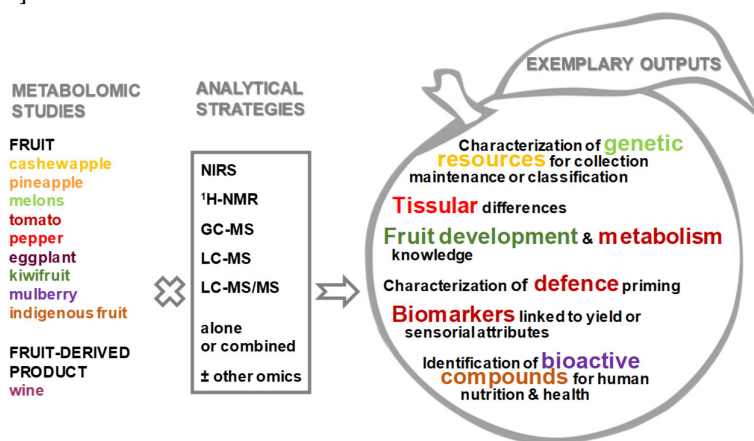 ]
METABOLOMIC
STUDIES
FRUIT
cashewapple
pineapple
melons
tomato
pepper
eggplant
kiwifruit
mulberry
indigenous fruit
FRUIT-DERIVED
PRODUCT
wine
ANALYTICAL
STRATEGIES
NIRS
¹H-NMR
GC-MS
LC-MS
LC-MS/MS
alone
or combined
± other omics
EXEMPLARY OUTPUTS
Characterization of genetic
resources for collection
maintenance or classification
Tissular differences
Fruit development & metabolism
knowledge
Characterization of defence priming
Biomarkers linked to yield or
sensorial attributes
Identification of bioactive
compounds for human
nutrition & health